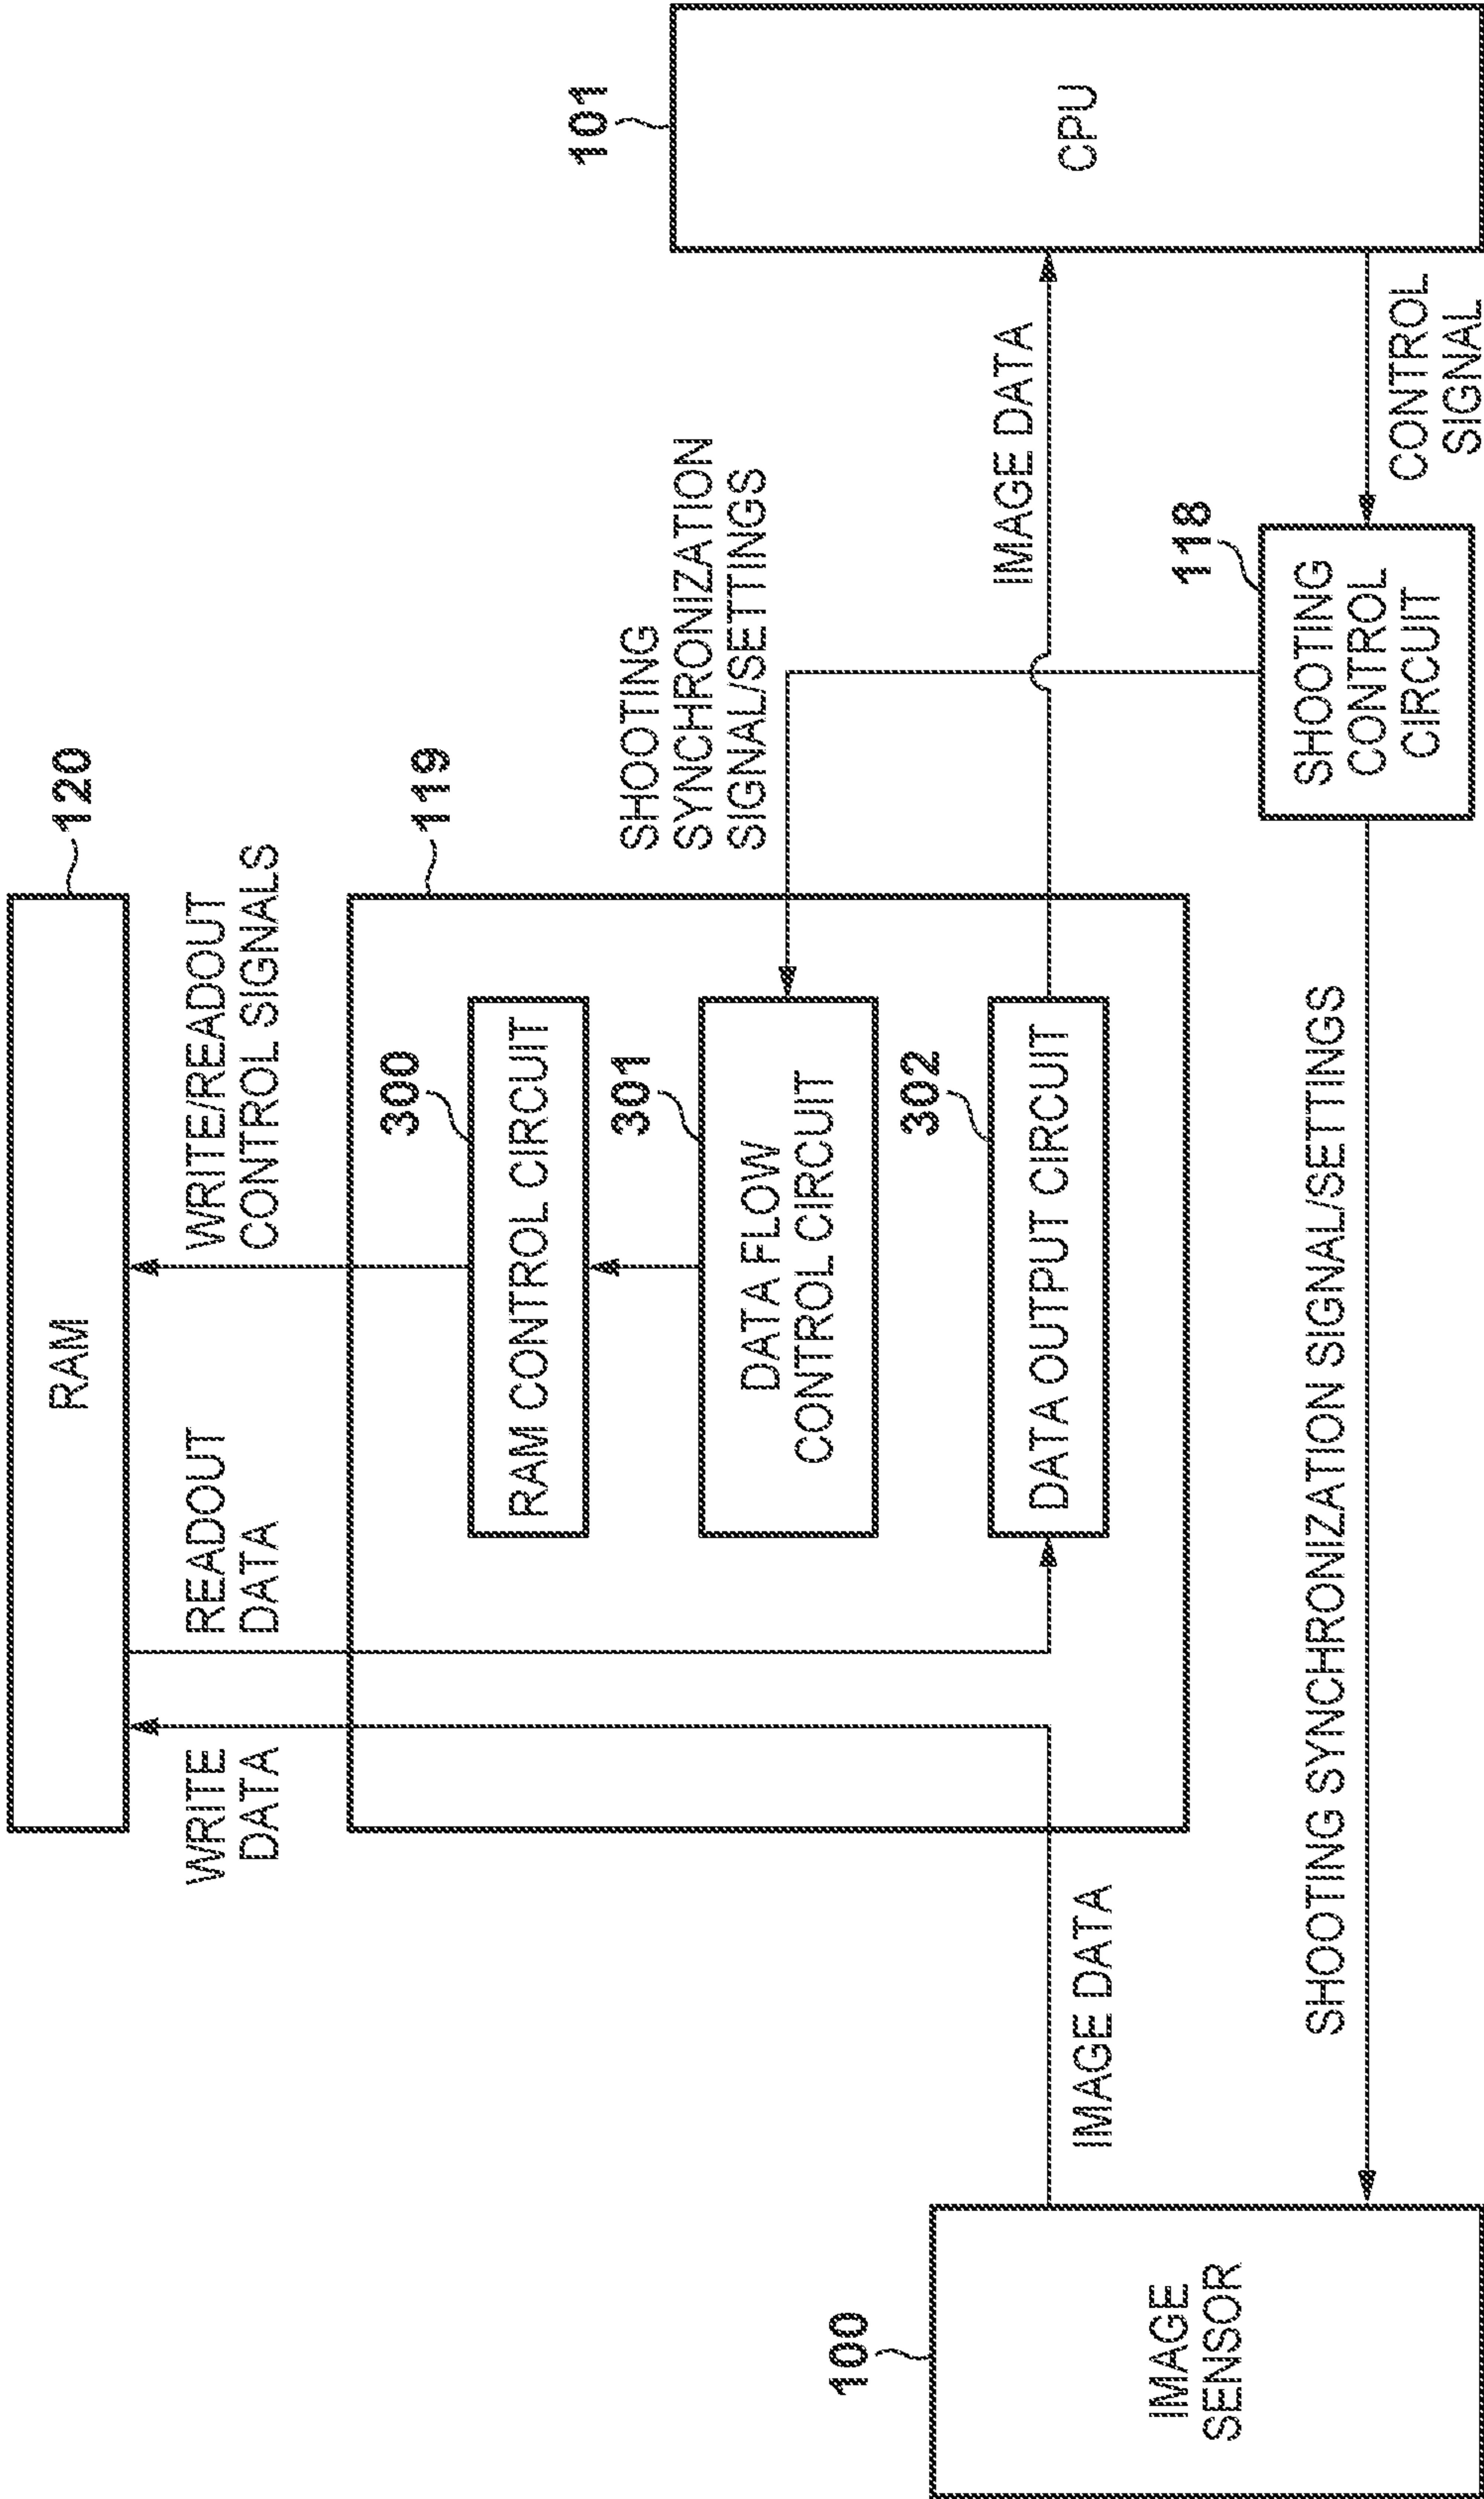 RAM
120
WRITE
DATA
READOUT
DATA
WRITE/READOUT
CONTROL SIGNALS
119
300
RAM CONTROL CIRCUIT
101
CPU
SHOOTING
SYNCHRONIZATION
SIGNAL/SETTINGS
301
DATA FLOW
CONTROL CIRCUIT
100
IMAGE
SENSOR
302
DATA OUTPUT CIRCUIT
IMAGE DATA
IMAGE DATA
118
SHOOTING
CONTROL
CIRCUIT
SHOOTING SYNCHRONIZATION SIGNAL/SETTINGS
CONTROL
SIGNAL